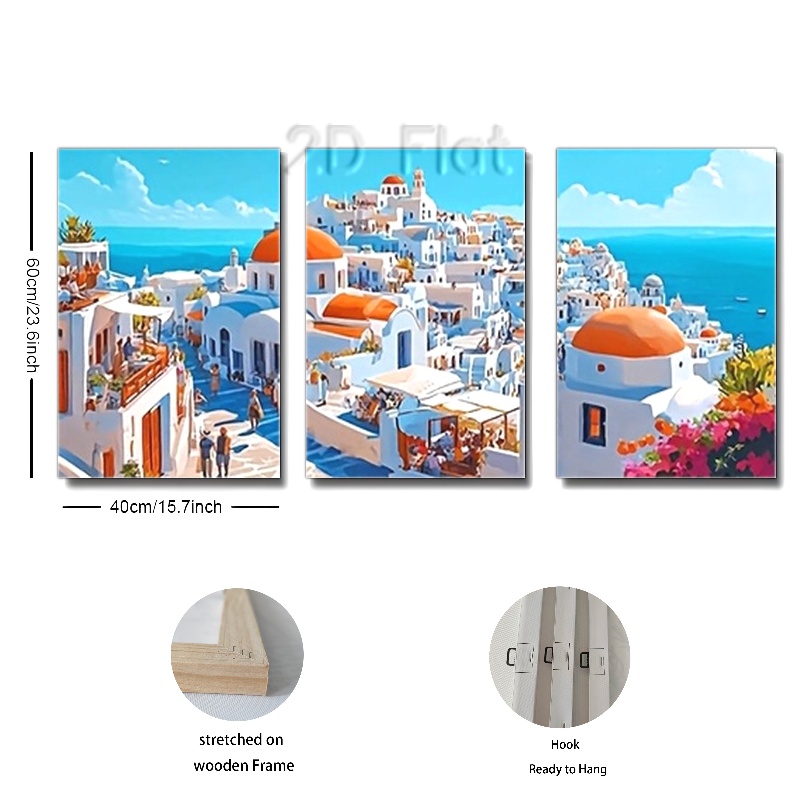 2D Flat
60cm/23.6inch
40cm/15.7inch
stretched on
wooden Frame
Hook
Ready to Hang